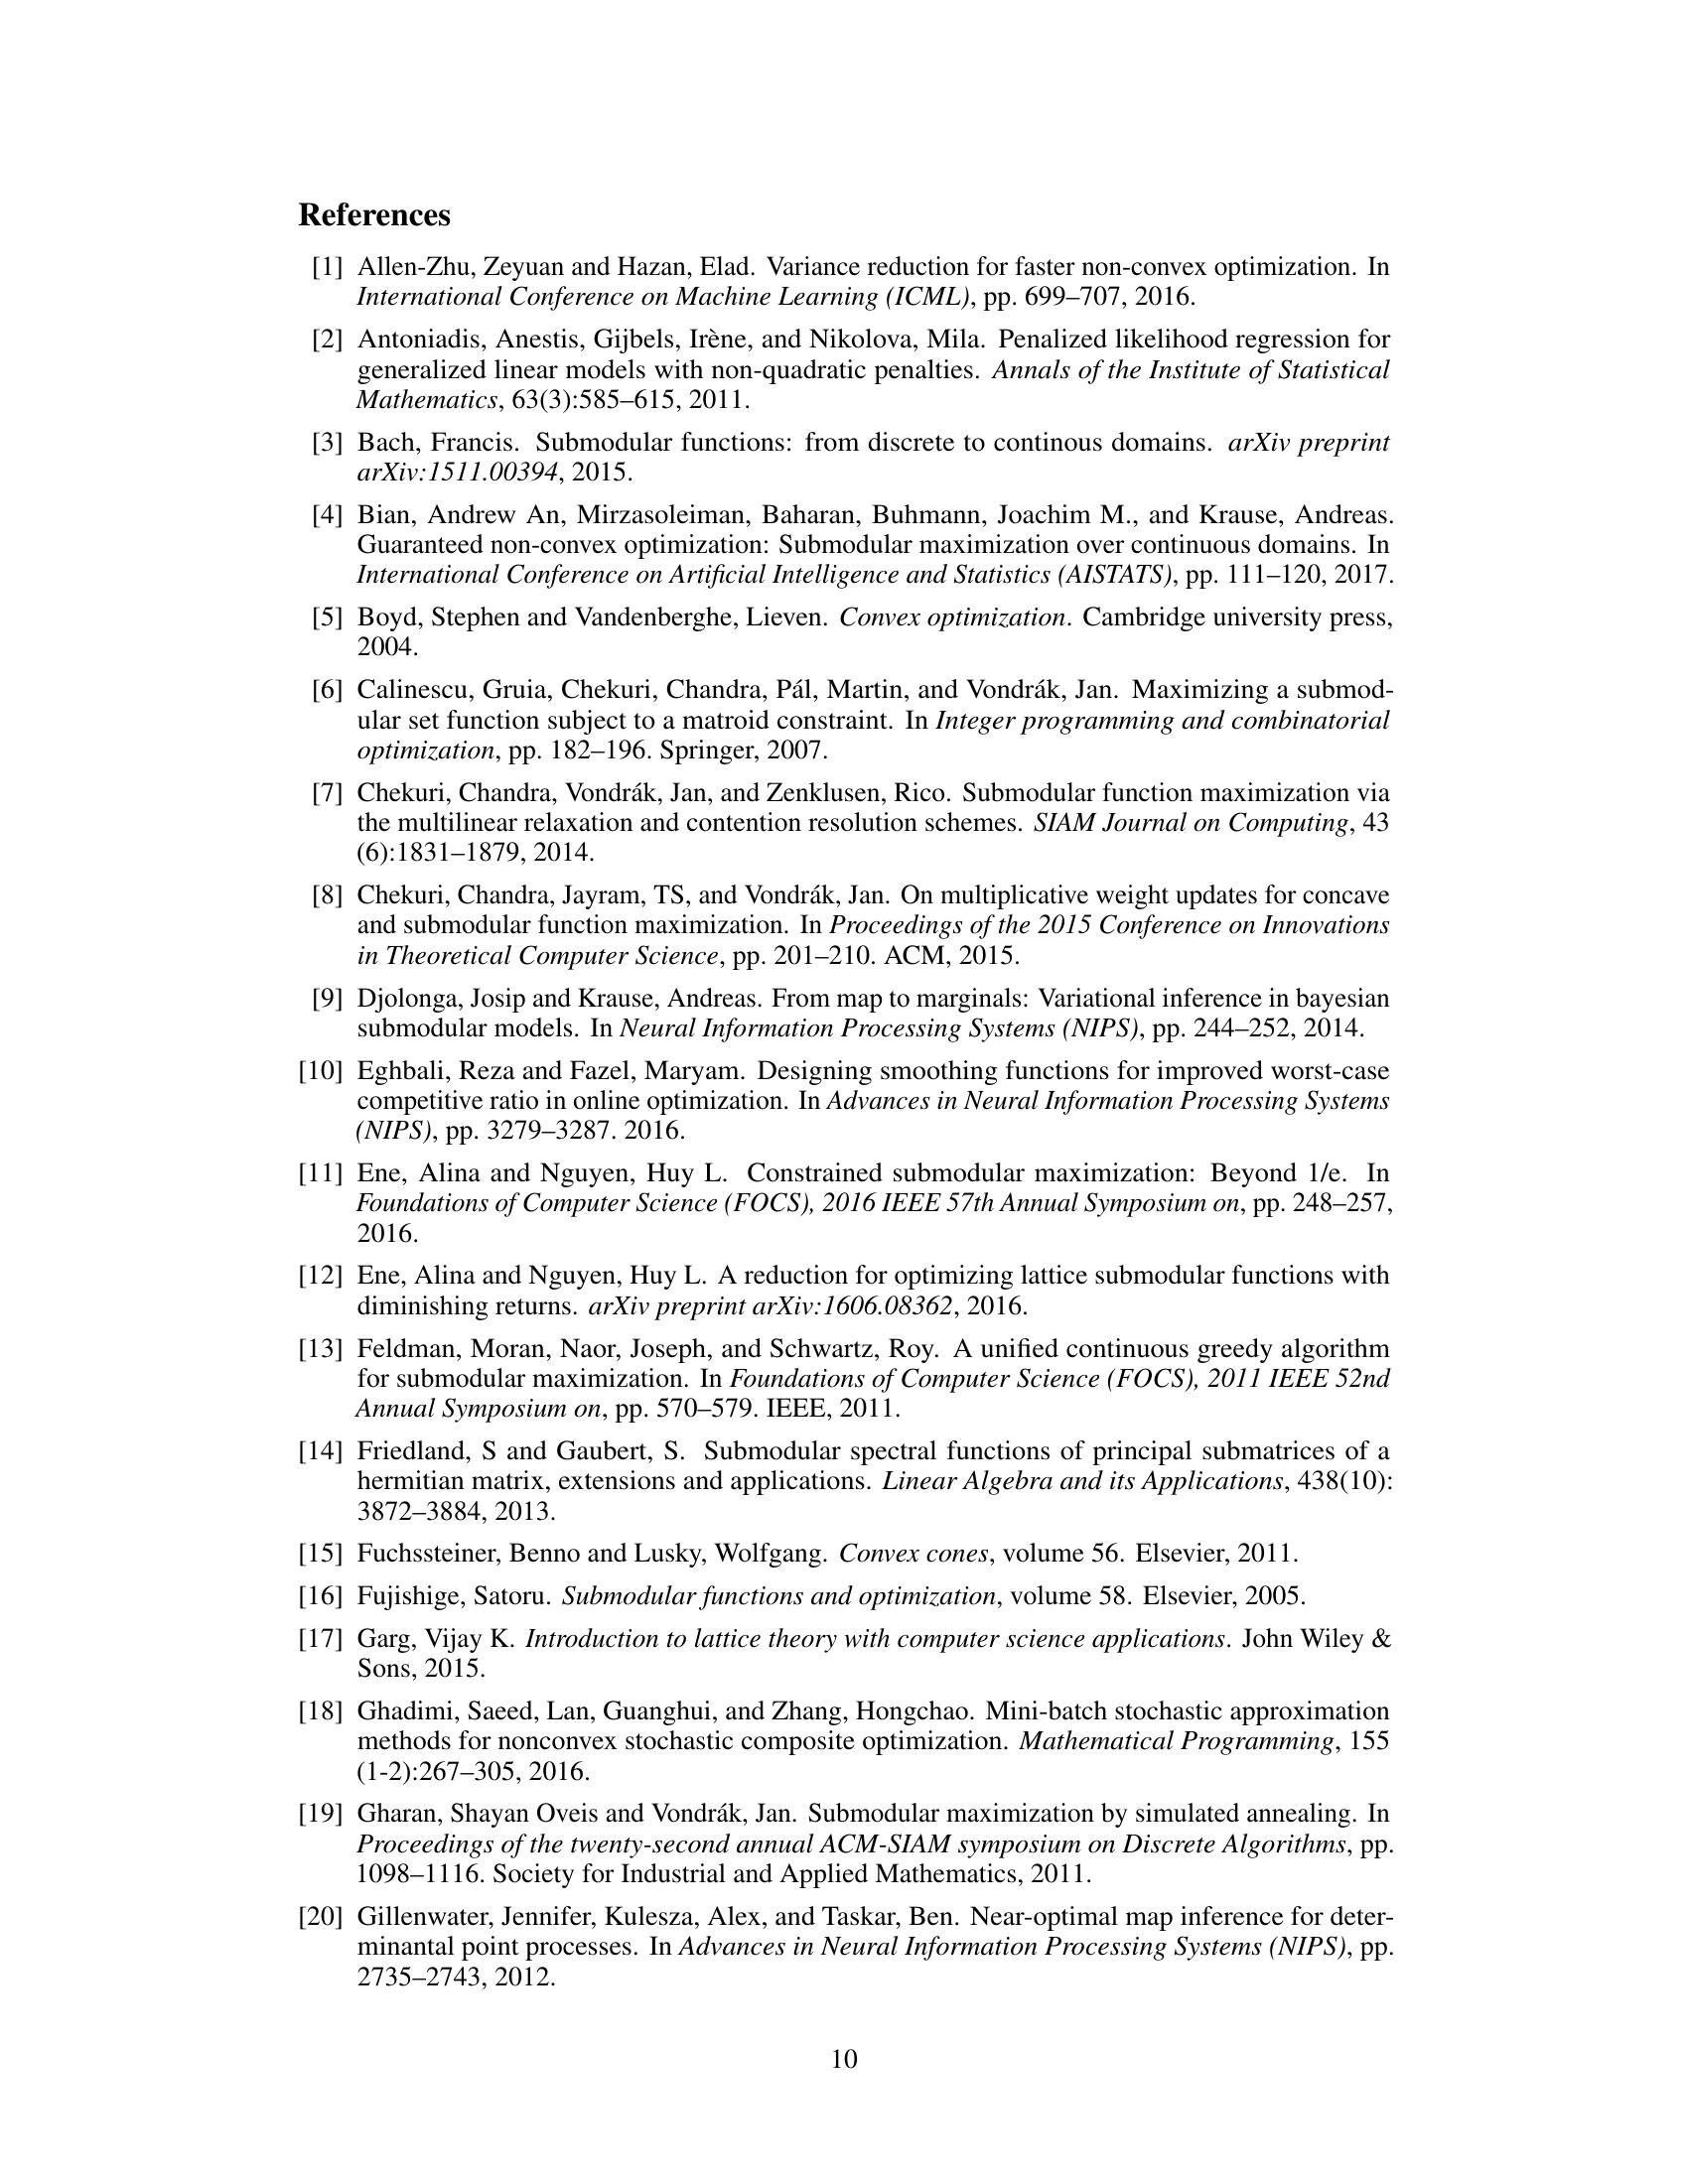 References
[1] Allen-Zhu, Zeyuan and Hazan, Elad. Variance reduction for faster non-convex optimization. In
International Conference on Machine Learning (ICML), pp. 699–707, 2016.
[2] Antoniadis, Anestis, Gijbels, Irène, and Nikolova, Mila. Penalized likelihood regression for
generalized linear models with non-quadratic penalties. Annals of the Institute of Statistical
Mathematics, 63(3):585–615, 2011.
[3] Bach, Francis. Submodular functions: from discrete to continous domains. arXiv preprint
arXiv:1511.00394, 2015.
[4] Bian, Andrew An, Mirzasoleiman, Baharan, Buhmann, Joachim M., and Krause, Andreas.
Guaranteed non-convex optimization: Submodular maximization over continuous domains. In
International Conference on Artificial Intelligence and Statistics (AISTATS), pp. 111–120, 2017.
[5] Boyd, Stephen and Vandenberghe, Lieven. Convex optimization. Cambridge university press,
2004.
[6] Calinescu, Gruia, Chekuri, Chandra, Pál, Martin, and Vondrák, Jan. Maximizing a submod-
ular set function subject to a matroid constraint. In Integer programming and combinatorial
optimization, pp. 182–196. Springer, 2007.
[7] Chekuri, Chandra, Vondrák, Jan, and Zenklusen, Rico. Submodular function maximization via
the multilinear relaxation and contention resolution schemes. SIAM Journal on Computing, 43
(6):1831–1879, 2014.
[8] Chekuri, Chandra, Jayram, TS, and Vondrák, Jan. On multiplicative weight updates for concave
and submodular function maximization. In Proceedings of the 2015 Conference on Innovations
in Theoretical Computer Science, pp. 201–210. ACM, 2015.
[9] Djolonga, Josip and Krause, Andreas. From map to marginals: Variational inference in bayesian
submodular models. In Neural Information Processing Systems (NIPS), pp. 244–252, 2014.
[10] Eghbali, Reza and Fazel, Maryam. Designing smoothing functions for improved worst-case
competitive ratio in online optimization. In Advances in Neural Information Processing Systems
(NIPS), pp. 3279–3287. 2016.
[11] Ene, Alina and Nguyen, Huy L. Constrained submodular maximization: Beyond 1/e. In
Foundations of Computer Science (FOCS), 2016 IEEE 57th Annual Symposium on, pp. 248–257,
2016.
[12] Ene, Alina and Nguyen, Huy L. A reduction for optimizing lattice submodular functions with
diminishing returns. arXiv preprint arXiv:1606.08362, 2016.
[13] Feldman, Moran, Naor, Joseph, and Schwartz, Roy. A unified continuous greedy algorithm
for submodular maximization. In Foundations of Computer Science (FOCS), 2011 IEEE 52nd
Annual Symposium on, pp. 570–579. IEEE, 2011.
[14] Friedland, S and Gaubert, S. Submodular spectral functions of principal submatrices of a
hermitian matrix, extensions and applications. Linear Algebra and its Applications, 438(10):
3872–3884, 2013.
[15] Fuchssteiner, Benno and Lusky, Wolfgang. Convex cones, volume 56. Elsevier, 2011.
[16] Fujishige, Satoru. Submodular functions and optimization, volume 58. Elsevier, 2005.
[17] Garg, Vijay K. Introduction to lattice theory with computer science applications. John Wiley &
Sons, 2015.
[18] Ghadimi, Saeed, Lan, Guanghui, and Zhang, Hongchao. Mini-batch stochastic approximation
methods for nonconvex stochastic composite optimization. Mathematical Programming, 155
(1-2):267–305, 2016.
[19] Gharan, Shayan Oveis and Vondrák, Jan. Submodular maximization by simulated annealing. In
Proceedings of the twenty-second annual ACM-SIAM symposium on Discrete Algorithms, pp.
1098–1116. Society for Industrial and Applied Mathematics, 2011.
[20] Gillenwater, Jennifer, Kulesza, Alex, and Taskar, Ben. Near-optimal map inference for deter-
minantal point processes. In Advances in Neural Information Processing Systems (NIPS), pp.
2735–2743, 2012.
10